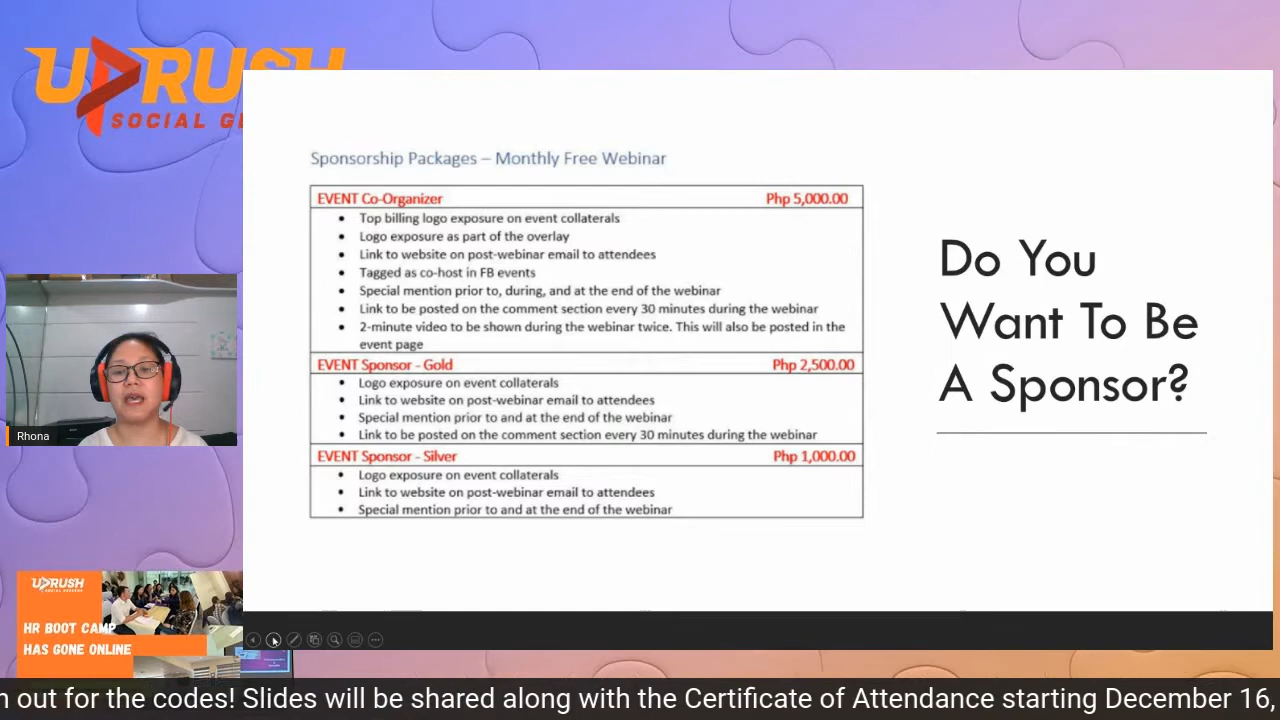 UPRUSH
SOCIAL
Sponsorship Packages – Monthly Free Webinar
EVENT Co-Organizer Php 5,000.00
• Top billing logo exposure on event collaterals
• Logo exposure as part of the overlay
• Link to website on post-webinar email to attendees
• Tagged as co-host in FB events
• Special mention prior to, during, and at the end of the webinar
• Link to be posted on the comment section every 30 minutes during the webinar
• 2-minute video to be shown during the webinar twice. This will also be posted in the
event page
EVENT Sponsor - Gold Php 2,500.00
• Logo exposure on event collaterals
• Link to website on post-webinar email to attendees
• Special mention prior to and at the end of the webinar
• Link to be posted on the comment section every 30 minutes during the webinar
EVENT Sponsor - Silver Php 1,000.00
• Logo exposure on event collaterals
• Link to website on post-webinar email to attendees
• Special mention prior to and at the end of the webinar
Do You
Want To Be
A Sponsor?
Rhona
UPRUSH
HR BOOT CAMP
HAS GONE ONLINE
out for the codes! Slides will be shared along with the Certificate of Attendance starting December 16,